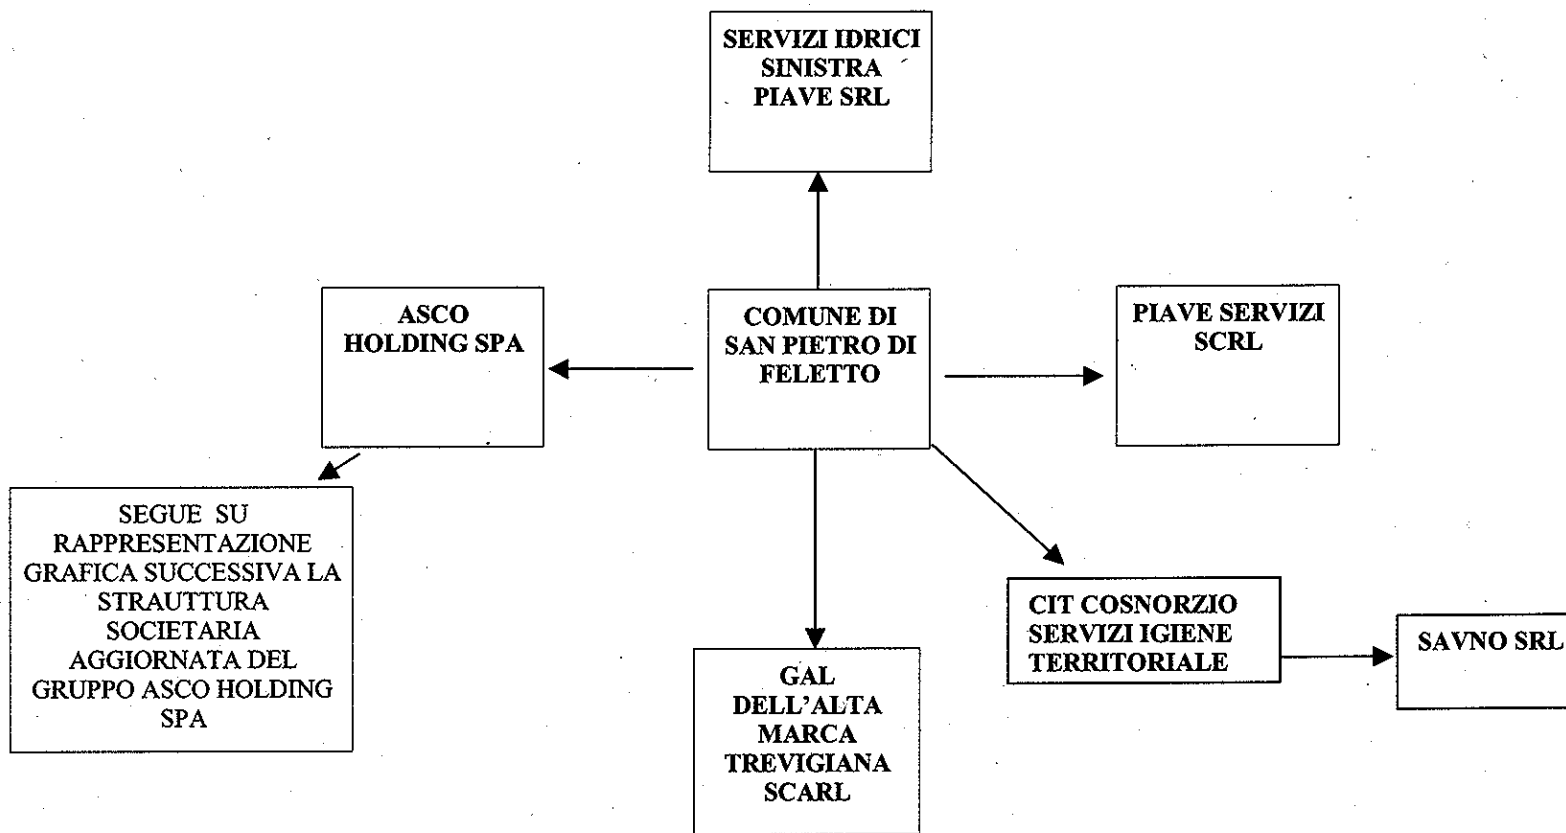 SERVIZI IDRICI
SINISTRA
PIAVE SRL
ASCO
HOLDING SPA
COMUNE DI
SAN PIETRO DI
FELETTO
PIAVE SERVIZI
SCRL
SEGUE SU
RAPPRESENTAZIONE
GRAFICA SUCCESSIVA LA
STRAUTTURA
SOCIETARIA
AGGIORNATA DEL
GRUPPO ASCO HOLDING
SPA
GAL
DELL'ALTA
MARCA
TREVIGIANA
SCARL
CIT COSNORZIO
SERVIZI IGIENE
TERRITORIALE
SAVNO SRL